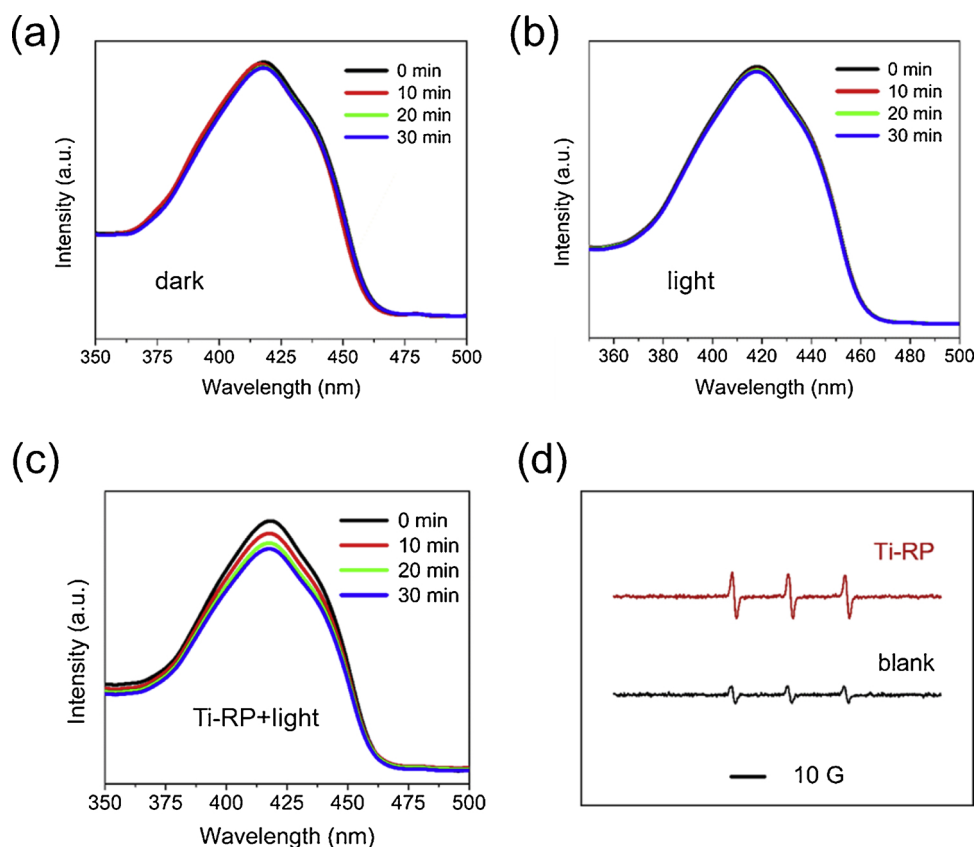 (a)
Intensity (a.u.)
0 min
10 min
20 min
30 min
dark
350 375 400 425 450 475 500
Wavelength (nm)
(b)
Intensity (a.u.)
0 min
10 min
20 min
30 min
light
360 380 400 420 440 460 480 500
Wavelength (nm)
(c)
Intensity (a.u.)
0 min
10 min
20 min
30 min
Ti-RP+light
350 375 400 425 450 475 500
Wavelength (nm)
(d)
Ti-RP
blank
10 G